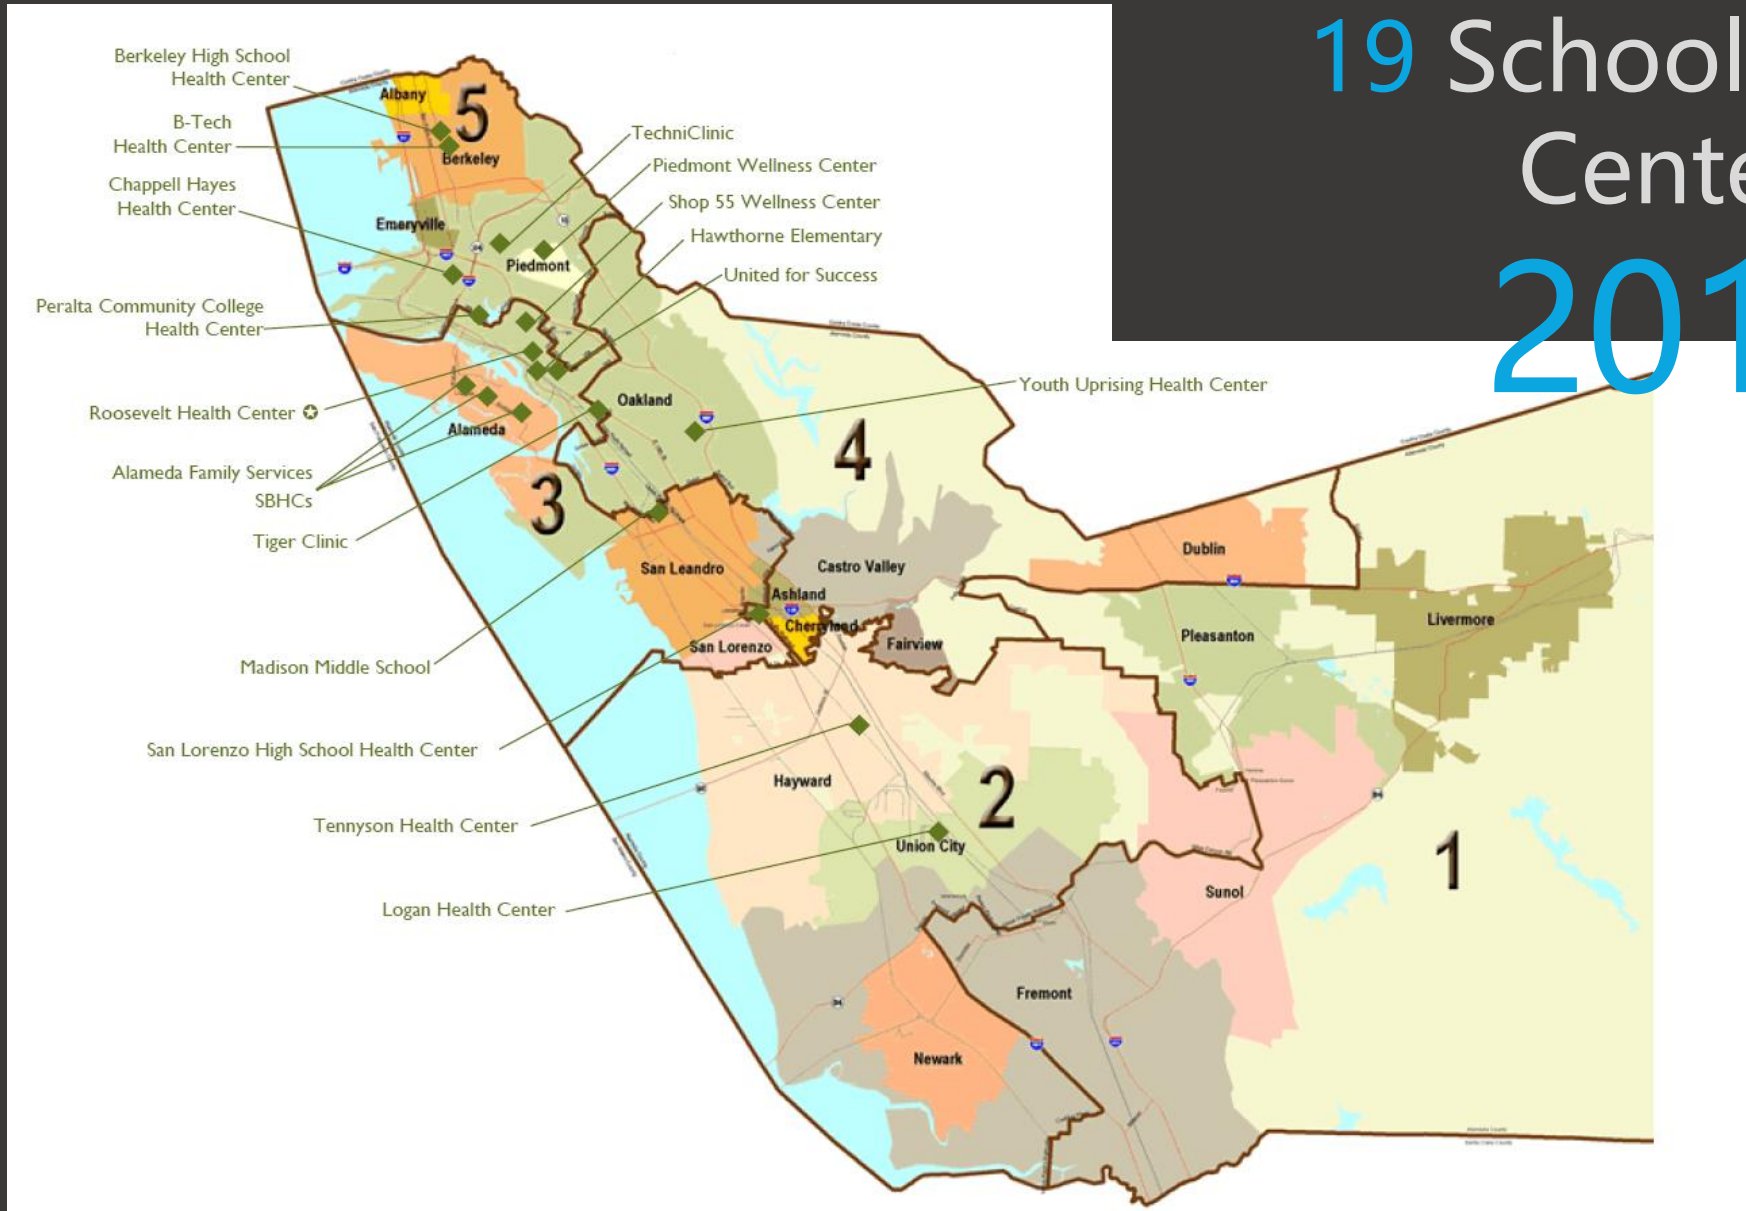 19 School
Cente
201
Berkeley High School
Health Center
B-Tech
Health Center
Chappell Hayes
Health Center
Peralta Community College
Health Center
Roosevelt Health Center
Alameda Family Services
SBHCs
Tiger Clinic
Madison Middle School
San Lorenzo High School Health Center
Tennyson Health Center
Logan Health Center
TechniClinic
Piedmont Wellness Center
Shop 55 Wellness Center
Hawthorne Elementary
United for Success
Youth Uprising Health Center
Albany
5
Berkeley
Emeryville
Piedmont
Oakland
Alameda
4
3
San Leandro
Castro Valley
Ashland
Cherryland
San Lorenzo
Fairview
Dublin
Livermore
Pleasanton
Hayward
2
Union City
1
Sunol
Fremont
Newark